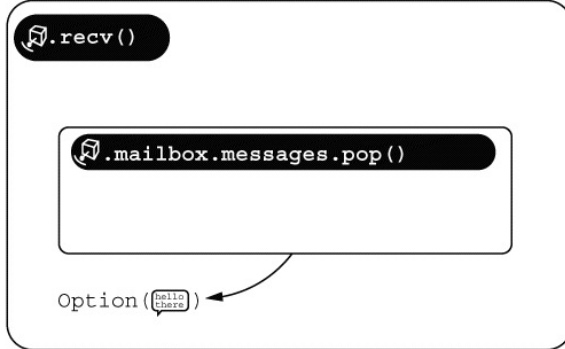 .recv()
.mailbox.messages.pop()
Option(hello there)